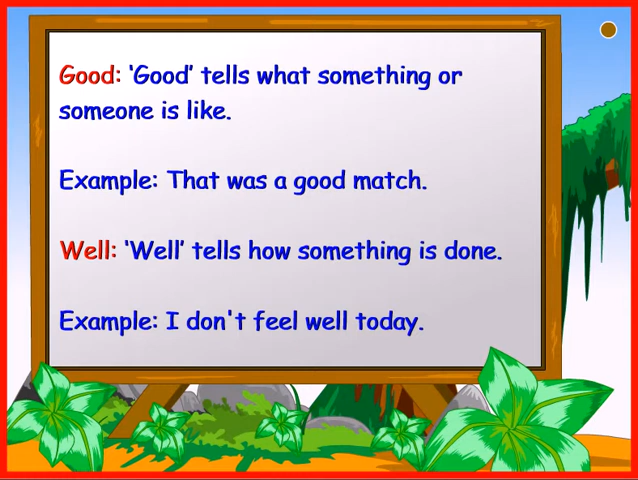 Good: ‘Good’ tells what something or
someone is like.
Example: That was a good match.
Well: ‘Well’ tells how something is done.
Example: I don't feel well today.